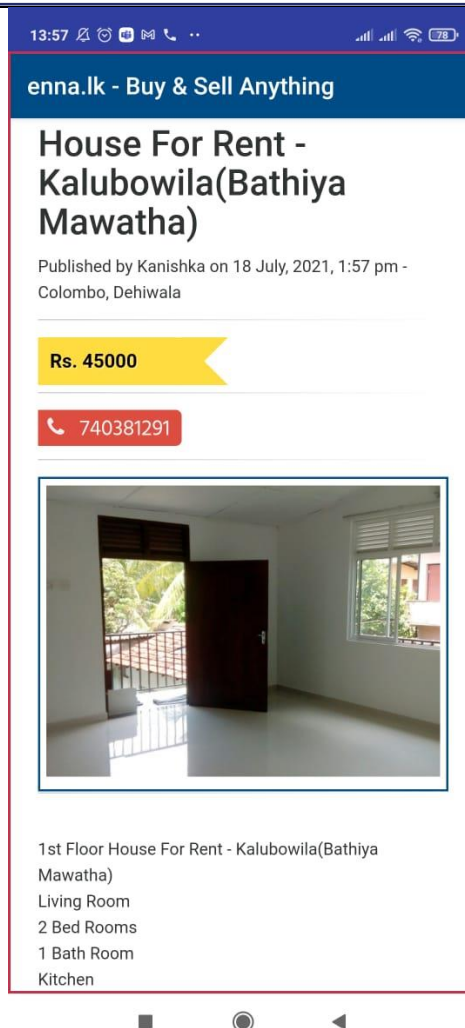 13:57
78
enna.lk - Buy & Sell Anything
House For Rent -
Kalubowila(Bathiya
Mawatha)
Published by Kanishka on 18 July, 2021, 1:57 pm -
Colombo, Dehiwala
Rs. 45000
740381291
1st Floor House For Rent - Kalubowila(Bathiya
Mawatha)
Living Room
2 Bed Rooms
1 Bath Room
Kitchen